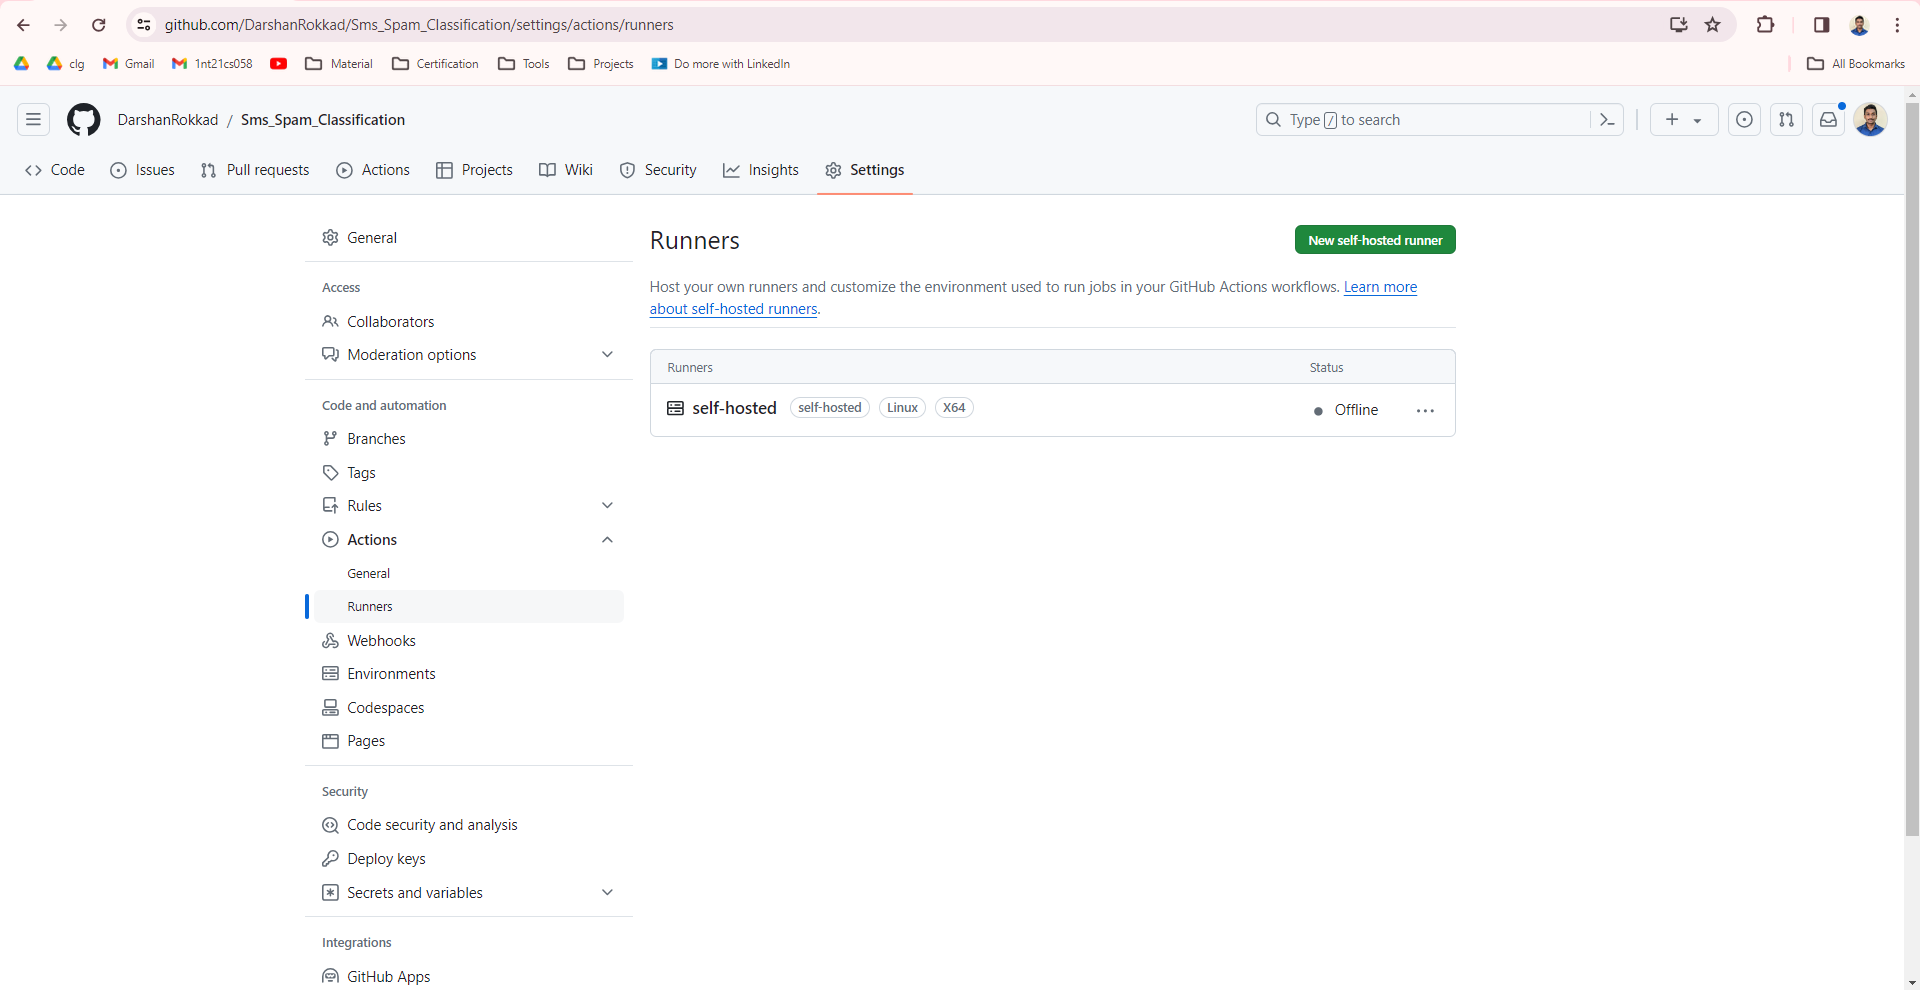 github.com/DarshanRokkad/Sms_Spam_Classification/settings/actions/runners
clg Gmail 1nt21cs058 Material Certification Tools Projects Do more with LinkedIn All Bookmarks
DarshanRokkad / Sms_Spam_Classification Type / to search
Code Issues Pull requests Actions Projects Wiki Security Insights Settings
General
Access
Collaborators
Moderation options
Code and automation
Branches
Tags
Rules
Actions
General
Runners
Webhooks
Environments
Codespaces
Pages
Security
Code security and analysis
Deploy keys
Secrets and variables
Integrations
GitHub Apps
Runners New self-hosted runner
Host your own runners and customize the environment used to run jobs in your GitHub Actions workflows. Learn more
about self-hosted runners.
Runners Status
self-hosted self-hosted Linux X64 Offline